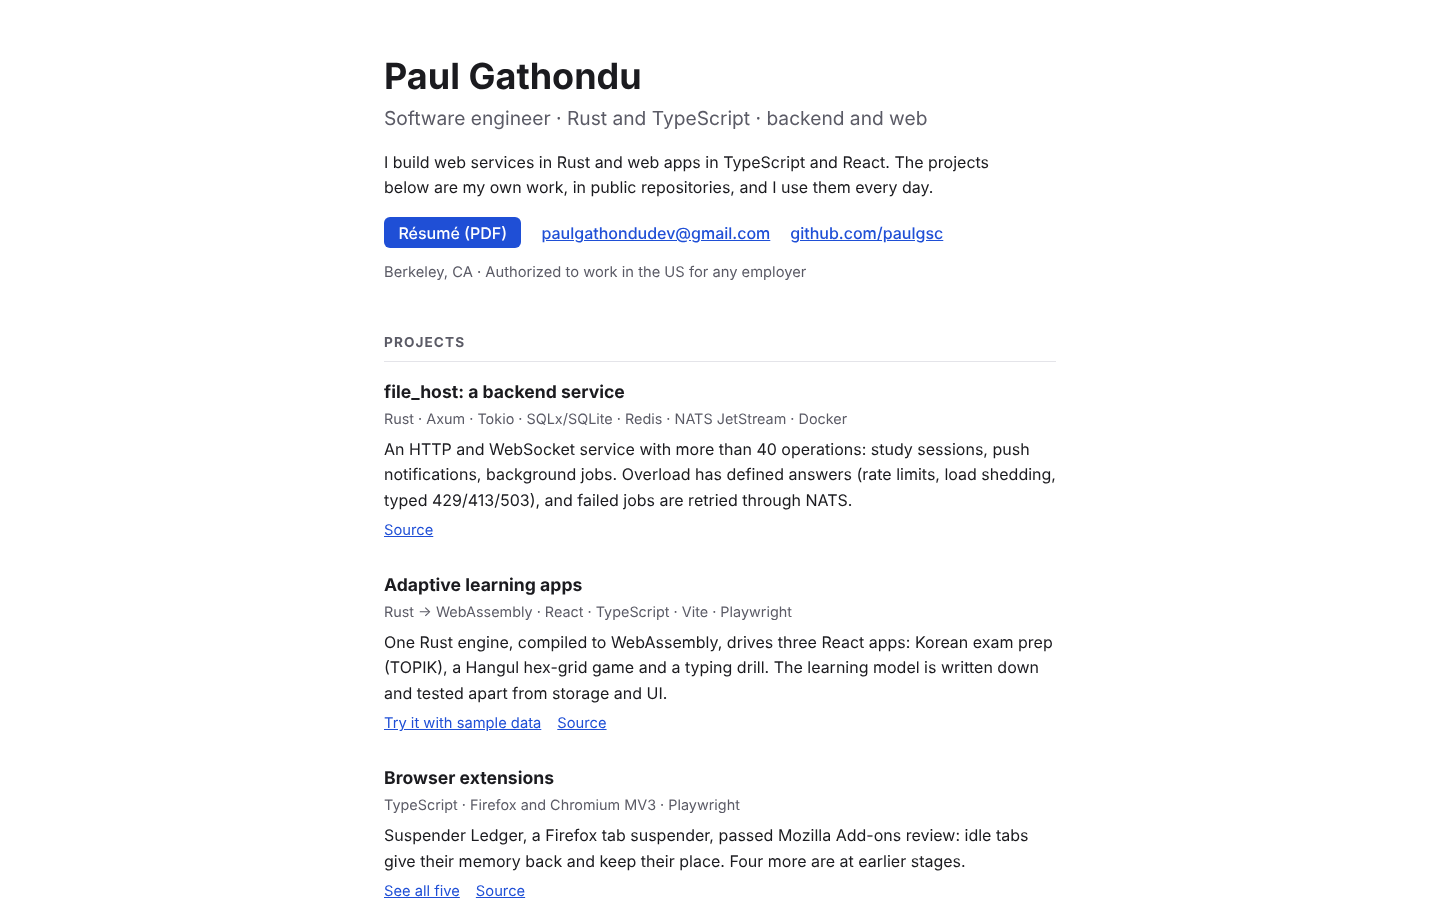 Paul Gathondu
Software engineer · Rust and TypeScript · backend and web
I build web services in Rust and web apps in TypeScript and React. The projects
below are my own work, in public repositories, and I use them every day.
Résumé (PDF) paulgathondudev@gmail.com github.com/paulgsc
Berkeley, CA · Authorized to work in the US for any employer
PROJECTS
file_host: a backend service
Rust · Axum · Tokio · SQLx/SQLite · Redis · NATS JetStream · Docker
An HTTP and WebSocket service with more than 40 operations: study sessions, push
notifications, background jobs. Overload has defined answers (rate limits, load shedding,
typed 429/413/503), and failed jobs are retried through NATS.
Source
Adaptive learning apps
Rust → WebAssembly · React · TypeScript · Vite · Playwright
One Rust engine, compiled to WebAssembly, drives three React apps: Korean exam prep
(TOPIK), a Hangul hex-grid game and a typing drill. The learning model is written down
and tested apart from storage and UI.
Try it with sample data Source
Browser extensions
TypeScript · Firefox and Chromium MV3 · Playwright
Suspender Ledger, a Firefox tab suspender, passed Mozilla Add-ons review: idle tabs
give their memory back and keep their place. Four more are at earlier stages.
See all five Source